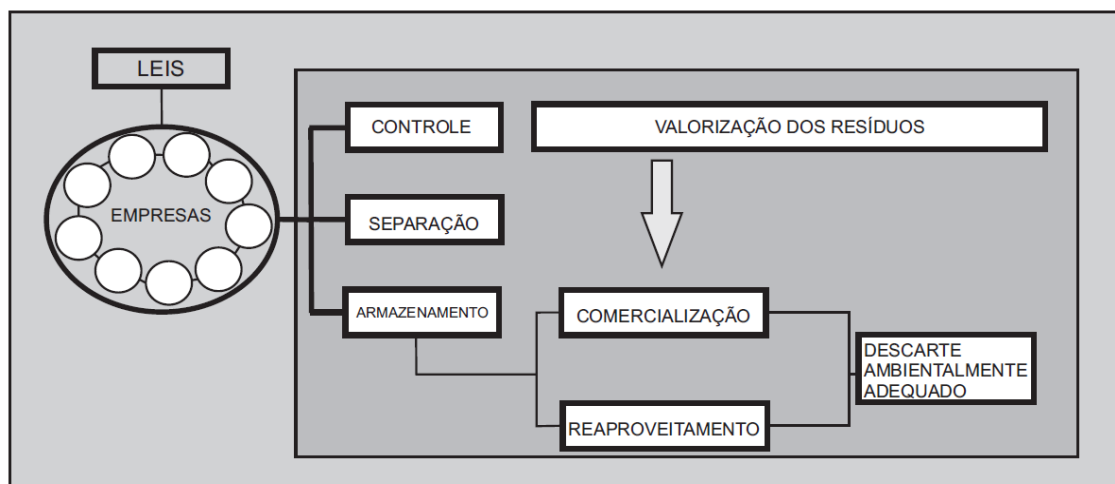 LEIS
EMPRESAS
CONTROLE
SEPARAÇÃO
ARMAZENAMENTO
VALORIZAÇÃO DOS RESÍDUOS
COMERCIALIZAÇÃO
REAPROVEITAMENTO
DESCARTE
AMBIENTALMENTE
ADEQUADO